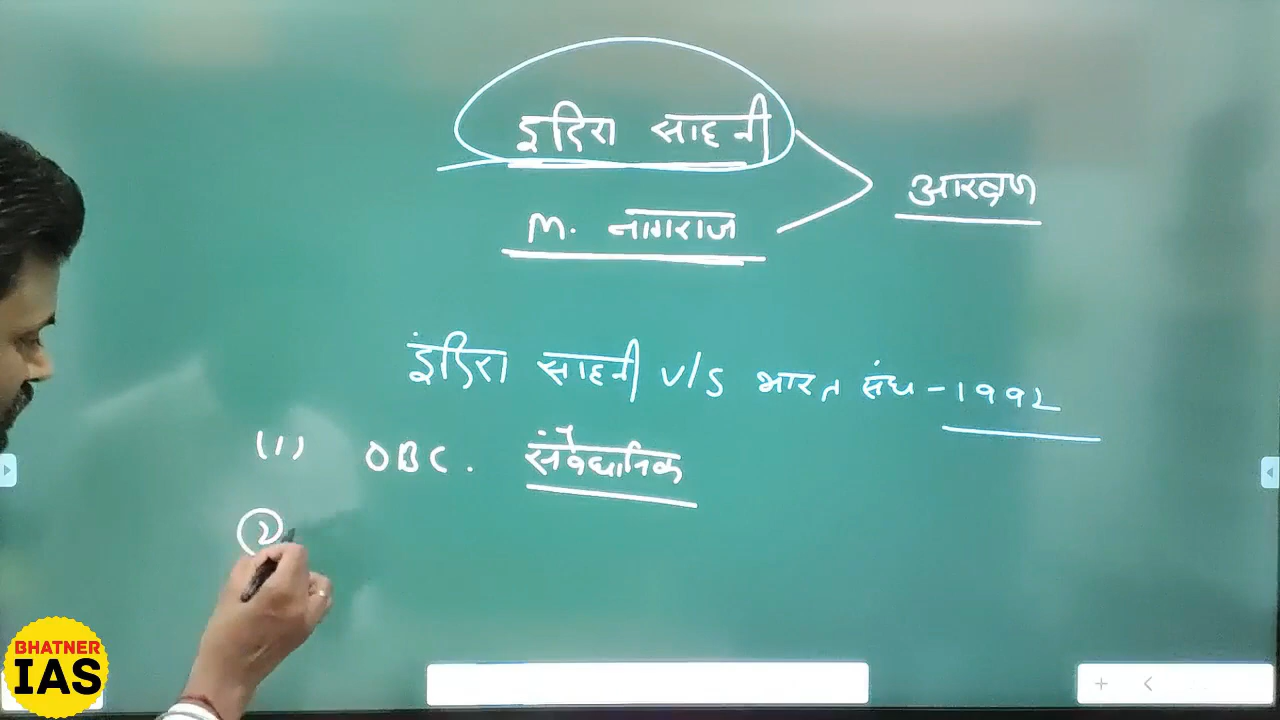 इंदिरा साहनी
M. नागराज
आरक्षण
इंदिरा साहनी v/s भारत संघ - 1992
(1) OBC. संवैधानिक
2
BHATNER
IAS